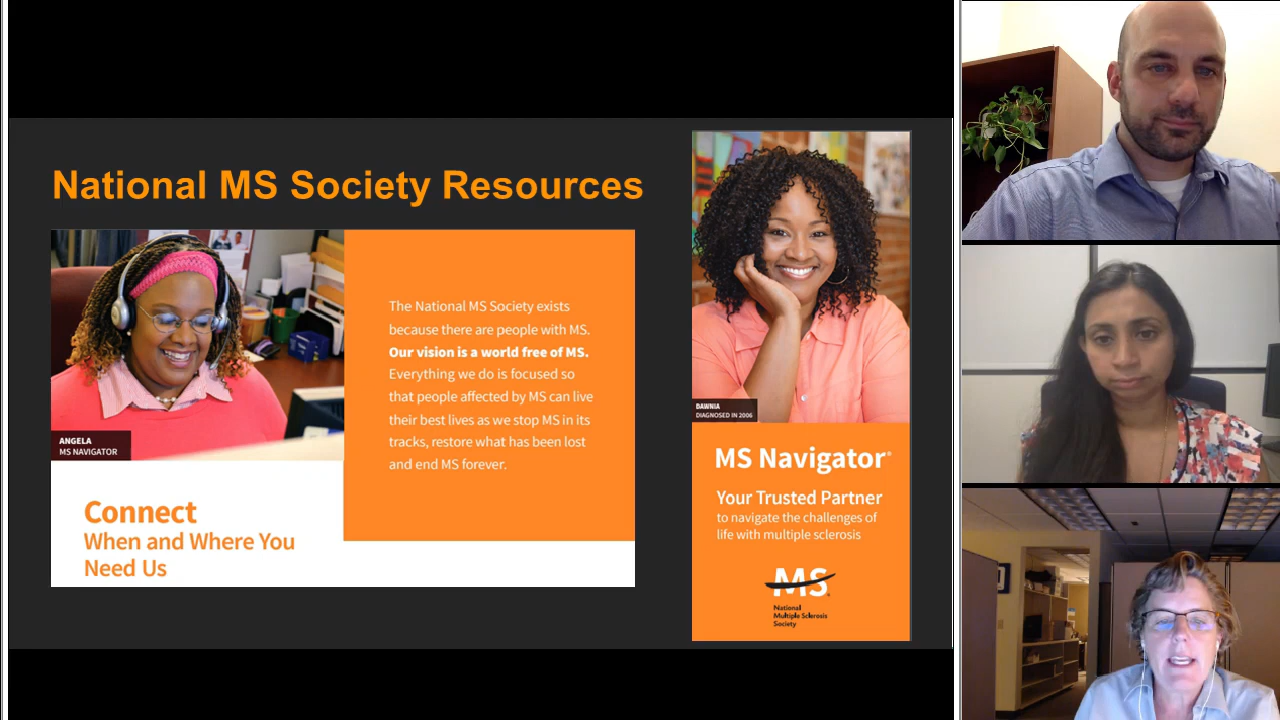 National MS Society Resources
ANGELA
MS NAVIGATOR
Connect
When and Where You
Need Us
The National MS Society exists
because there are people with MS.
Our vision is a world free of MS.
Everything we do is focused so
that people affected by MS can live
their best lives as we stop MS in its
tracks, restore what has been lost
and end MS forever.
DAWNIA
DIAGNOSED IN 2006
MS Navigator®
Your Trusted Partner
to navigate the challenges of
life with multiple sclerosis
MS
National
Multiple Sclerosis
Society